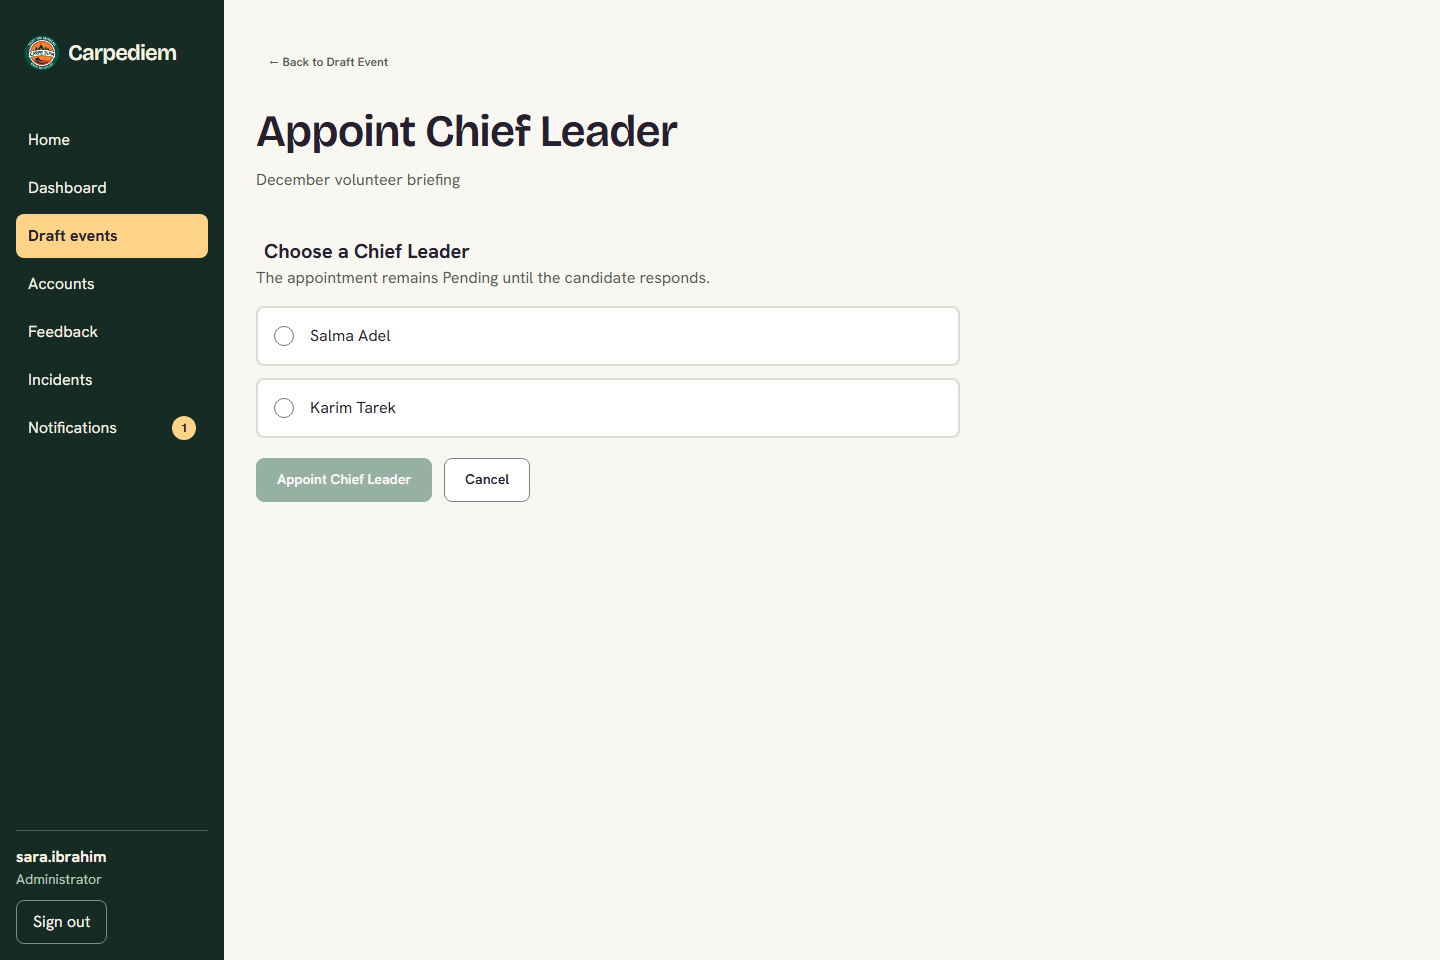 Carpediem
Home
Dashboard
Draft events
Accounts
Feedback
Incidents
Notifications 1
sara.ibrahim
Administrator
Sign out
← Back to Draft Event
Appoint Chief Leader
December volunteer briefing
Choose a Chief Leader
The appointment remains Pending until the candidate responds.
Salma Adel
Karim Tarek
Appoint Chief Leader
Cancel